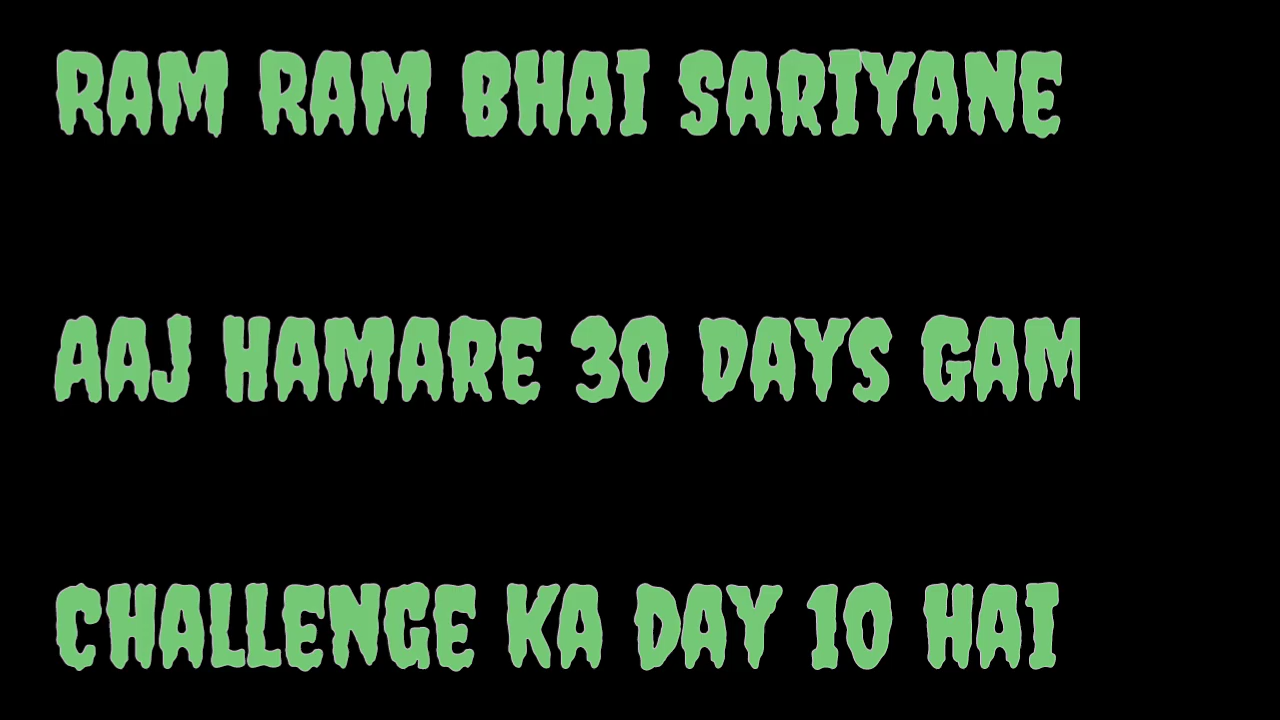 RAM RAM BHAI SARIYANE
AAJ HAMARE 30 DAYS GAM
CHALLENGE KA DAY 10 HAI